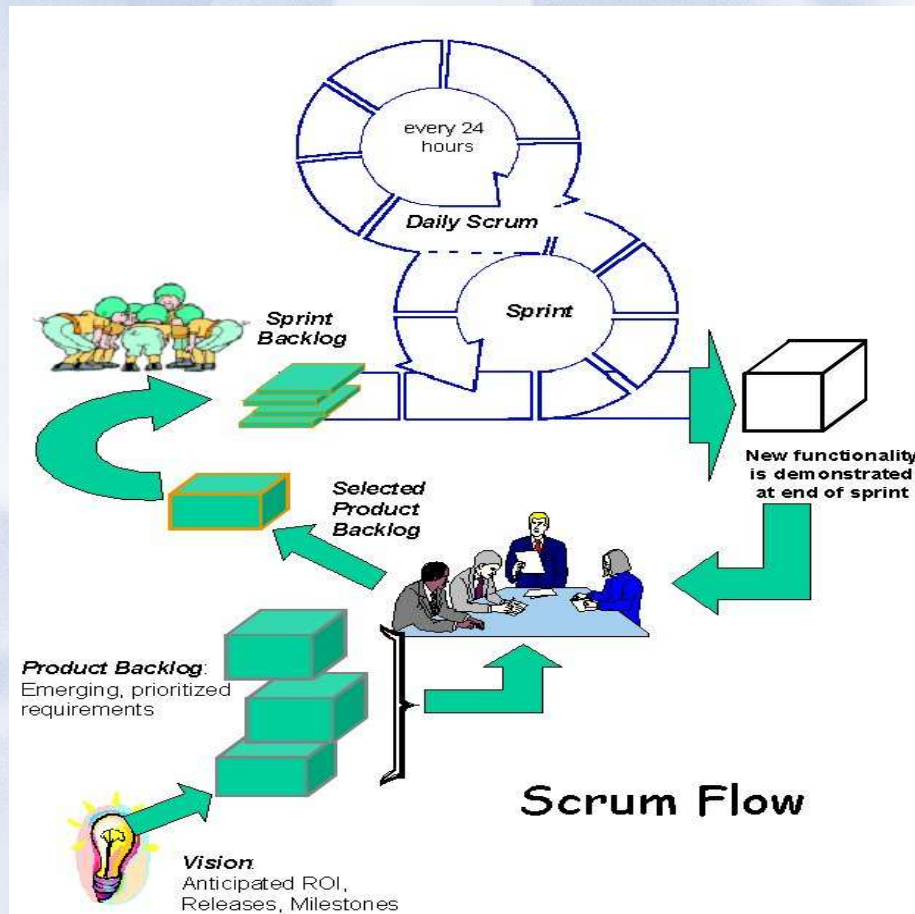 every 24
hours
Daily Scrum
Sprint
Sprint
Backlog
New functionality
is demonstrated
at end of sprint
Selected
Product
Backlog
Product Backlog:
Emerging, prioritized
requirements
Scrum Flow
Vision:
Anticipated ROI,
Releases, Milestones